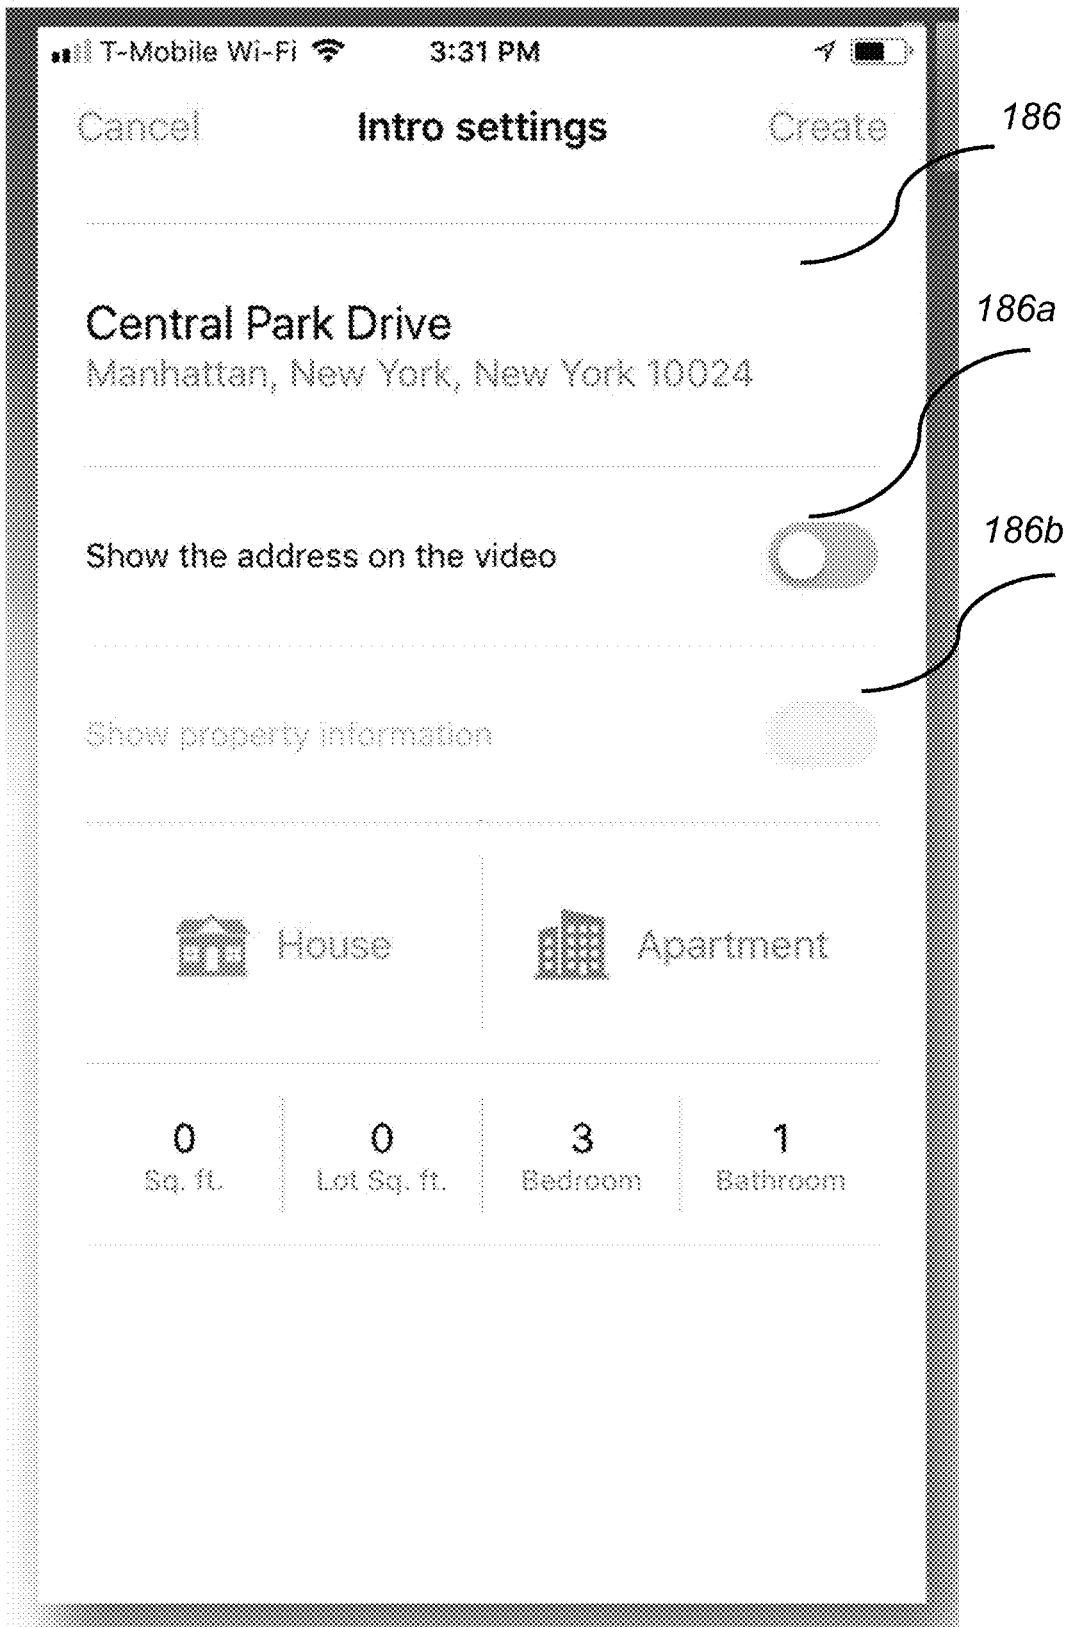 T-Mobile Wi-Fi 3:31 PM
Cancel Intro settings Create
186
Central Park Drive
Manhattan, New York, New York 10024
186a
Show the address on the video
186b
Show property information
House Apartment
0 0 3 1
Sq. ft. Lot Sq. ft. Bedroom Bathroom